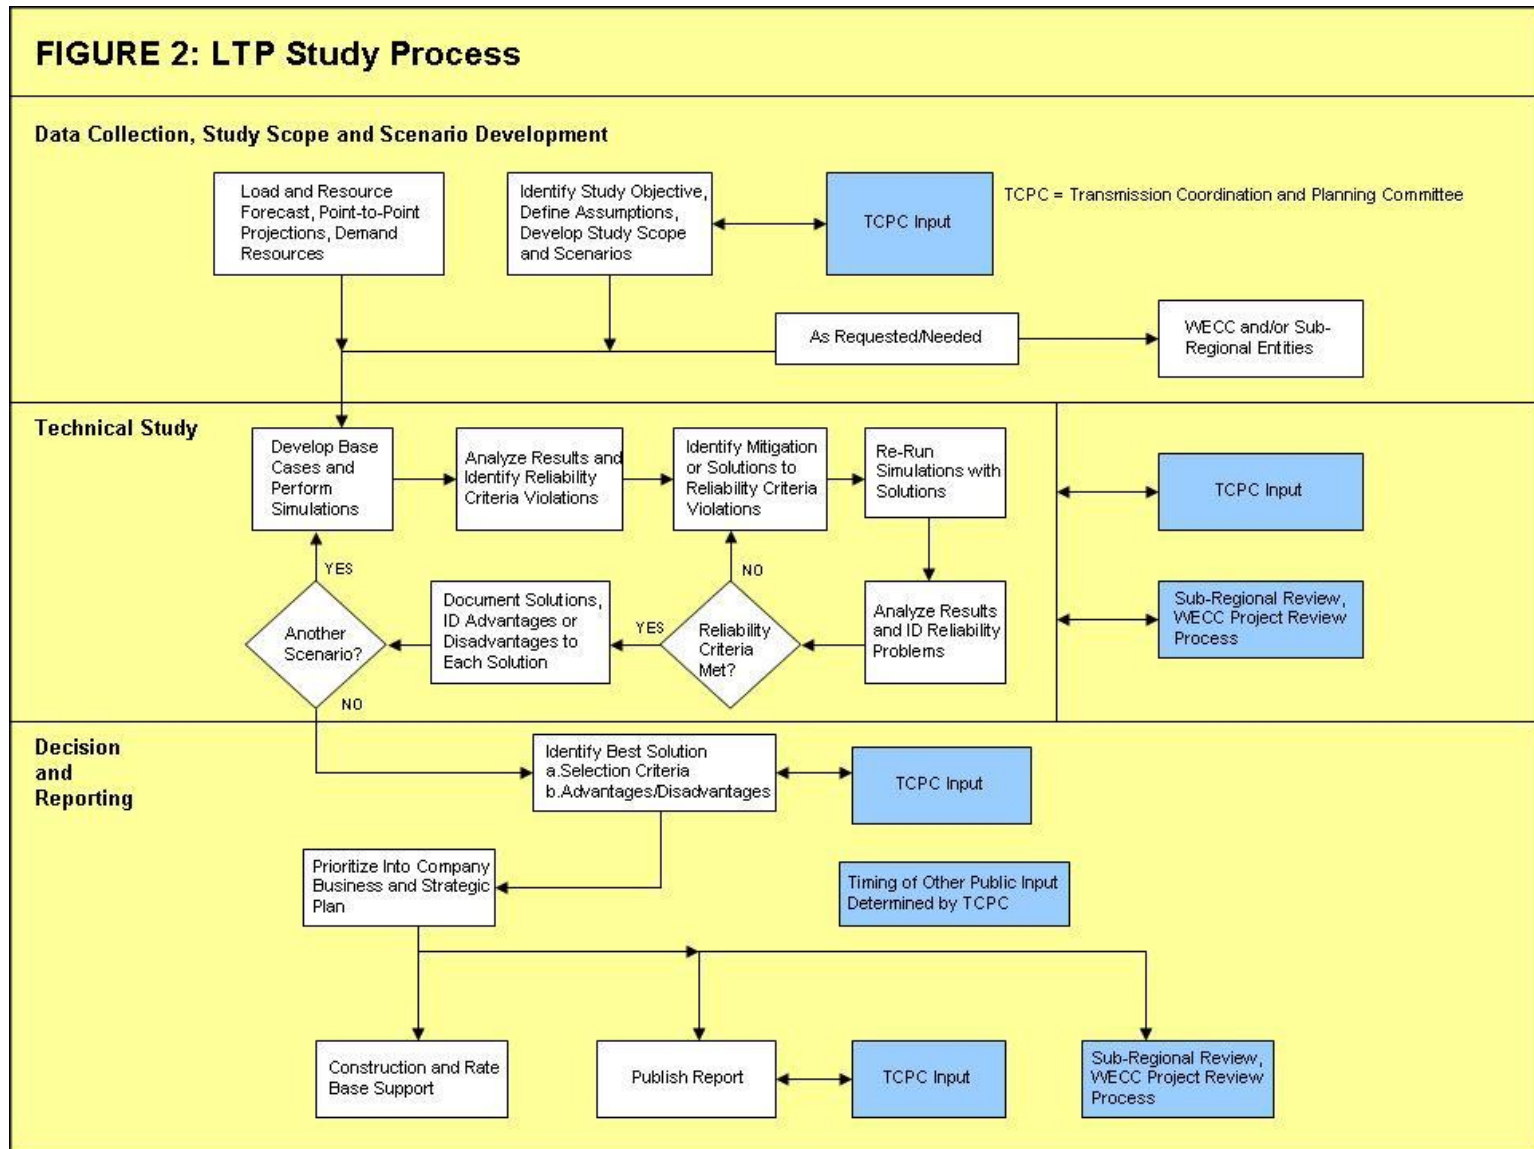 FIGURE 2: LTP Study Process
Data Collection, Study Scope and Scenario Development
Load and Resource
Forecast, Point-to-Point
Projections, Demand
Resources
Identify Study Objective,
Define Assumptions,
Develop Study Scope
and Scenarios
TCPC Input
TCPC = Transmission Coordination and Planning Committee
As Requested/Needed
WECC and/or Sub-
Regional Entities
Technical Study
Develop Base
Cases and
Perform
Simulations
Analyze Results and
Identify Reliability
Criteria Violations
Identify Mitigation
or Solutions to
Reliability Criteria
Violations
Re-Run
Simulations with
Solutions
TCPC Input
YES
NO
Another
Scenario?
Document Solutions,
ID Advantages or
Disadvantages to
Each Solution
YES
Reliability
Criteria
Met?
Analyze Results
and ID Reliability
Problems
Sub-Regional Review,
WECC Project Review
Process
NO
Decision
and
Reporting
Identify Best Solution
a.Selection Criteria
b.Advantages/Disadvantages
TCPC Input
Prioritize Into Company
Business and Strategic
Plan
Timing of Other Public Input
Determined by TCPC
Construction and Rate
Base Support
Publish Report
TCPC Input
Sub-Regional Review,
WECC Project Review
Process